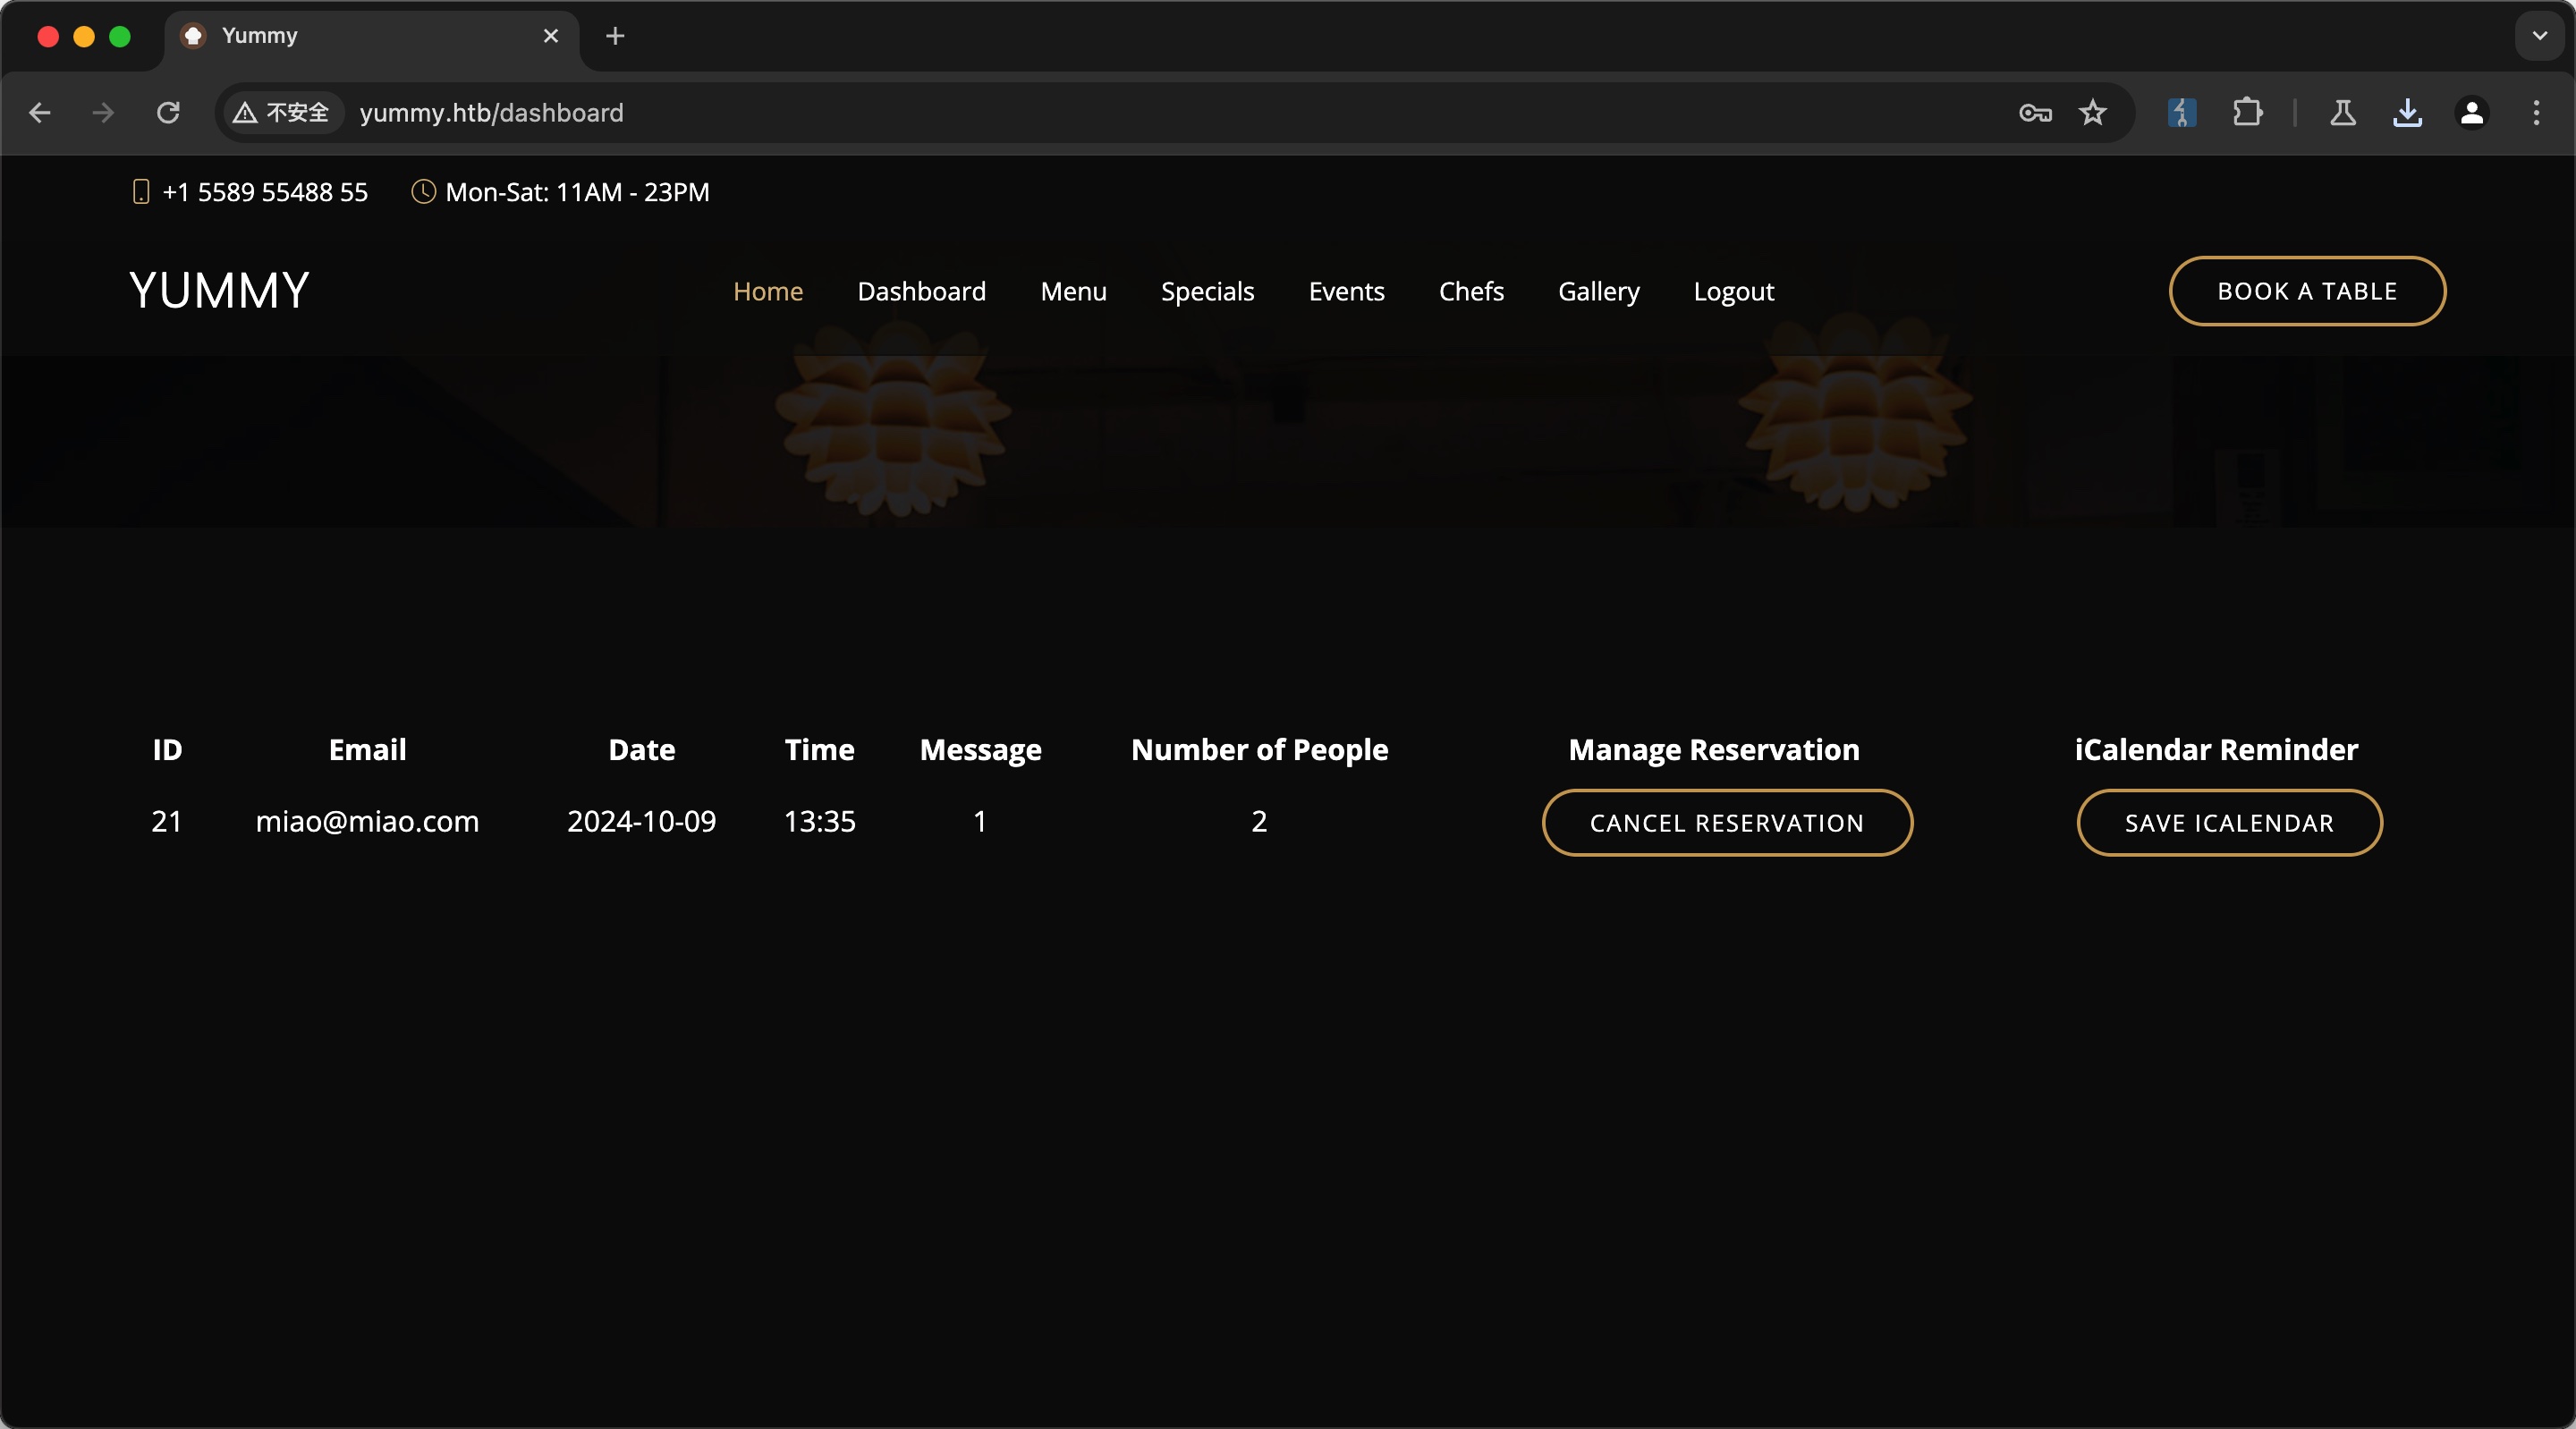 Yummy
不安全 yummy.htb/dashboard
+1 5589 55488 55 Mon-Sat: 11AM - 23PM
YUMMY Home Dashboard Menu Specials Events Chefs Gallery Logout BOOK A TABLE
ID Email Date Time Message Number of People Manage Reservation iCalendar Reminder
21 miao@miao.com 2024-10-09 13:35 1 2 CANCEL RESERVATION SAVE ICALENDAR